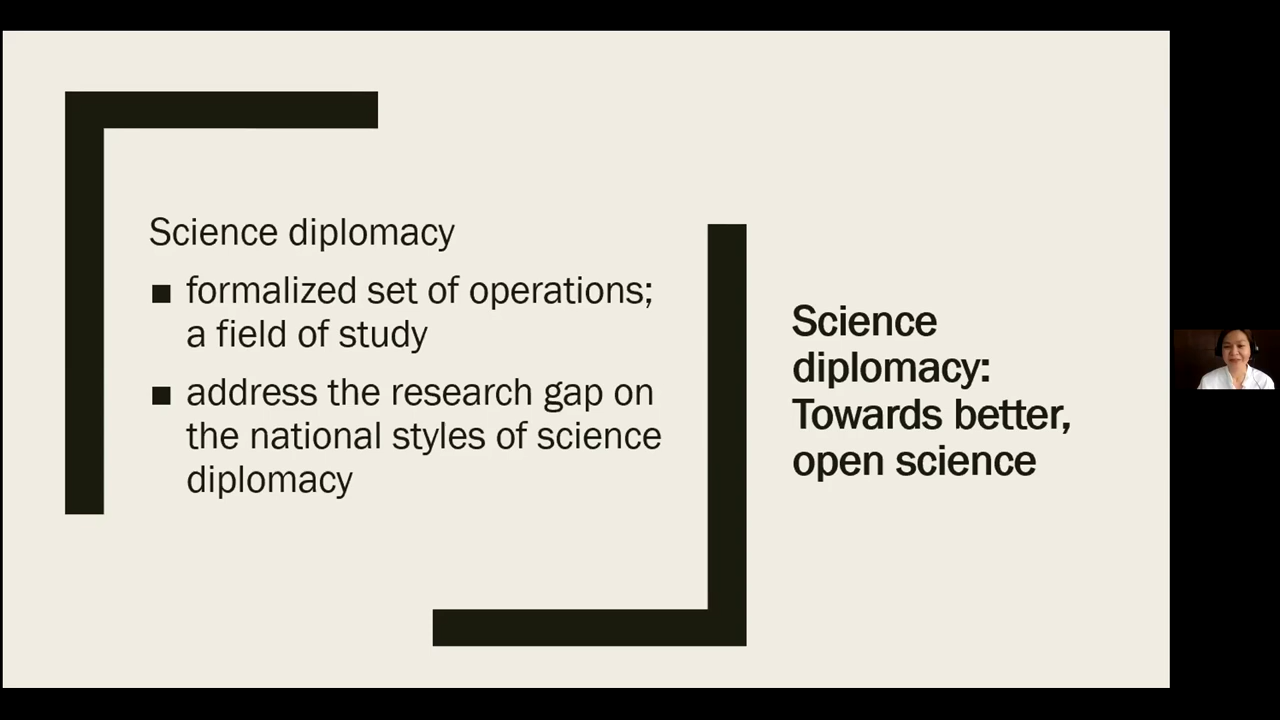 Science diplomacy
■ formalized set of operations;
a field of study
■ address the research gap on
the national styles of science
diplomacy
Science
diplomacy:
Towards better,
open science